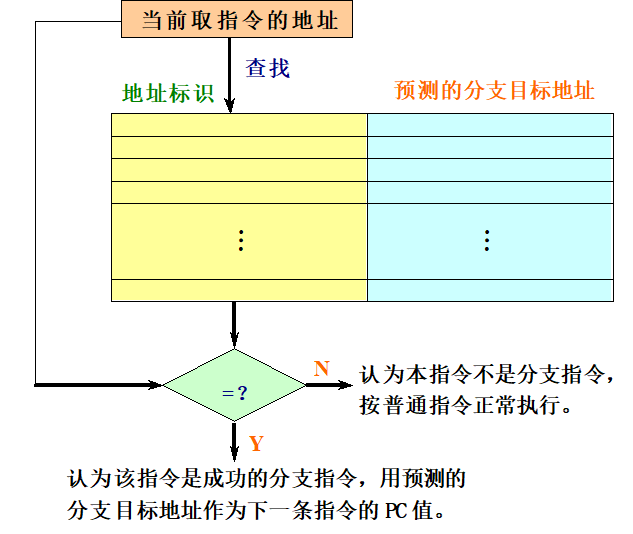 当前取指令的地址
查找
地址标识
预测的分支目标地址
⋮
⋮
=?
N
认为本指令不是分支指令，
按普通指令正常执行。
Y
认为该指令是成功的分支指令，用预测的
分支目标地址作为下一条指令的 PC 值。